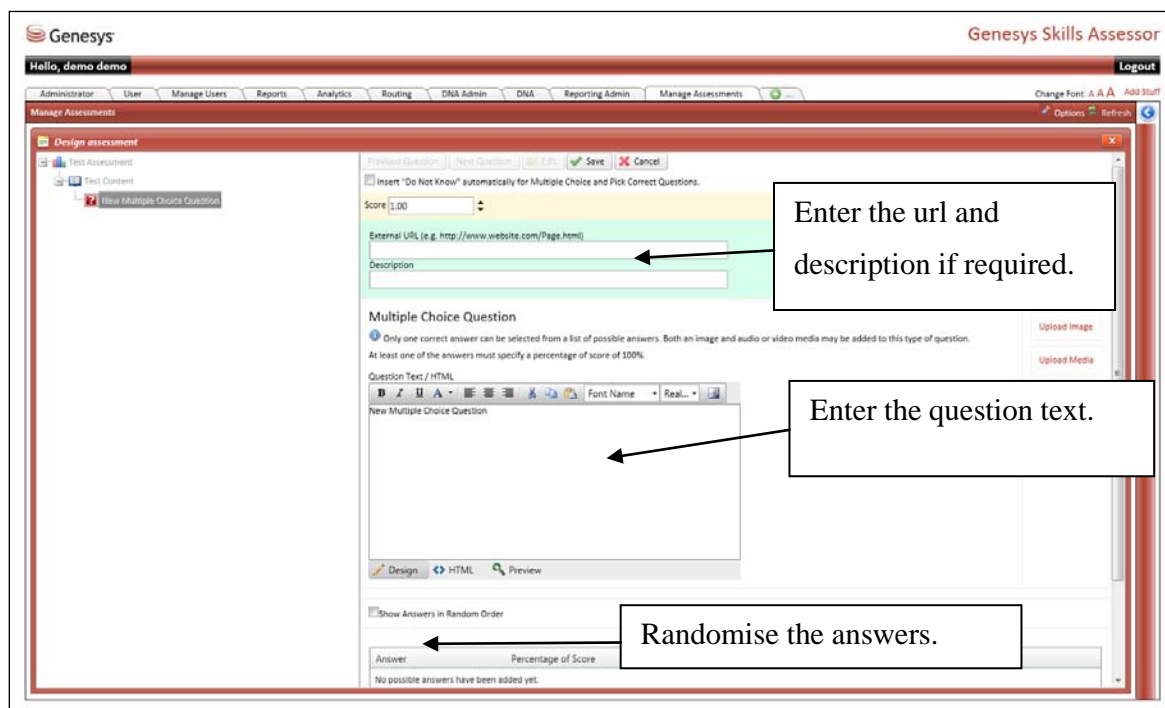 Genesys
Genesys Skills Assessor
Hello, demo demo
Logout
Administrator User Manage Users Reports Analytics Routing DNA Admin DNA Reporting Admin Manage Assessments ...
Change Font: A A A Add Stuff
Manage Assessments
Options Refresh
Design assessment
Test Assessment
Test Content
New Multiple Choice Question
Previous Question Next Question Edit Save Cancel
Insert "Do Not Know" automatically for Multiple Choice and Pick Correct Questions.
Score 1.00
External URL (e.g. http://www.website.com/Page.html)
Description
Enter the url and
description if required.
Multiple Choice Question
Only one correct answer can be selected from a list of possible answers. Both an image and audio or video media may be added to this type of question.
At least one of the answers must specify a percentage of score of 100%.
Upload Image
Upload Media
Question Text / HTML
B I U A Font Name Real...
New Multiple Choice Question
Enter the question text.
Design HTML Preview
Show Answers in Random Order
Randomise the answers.
Answer Percentage of Score
No possible answers have been added yet.